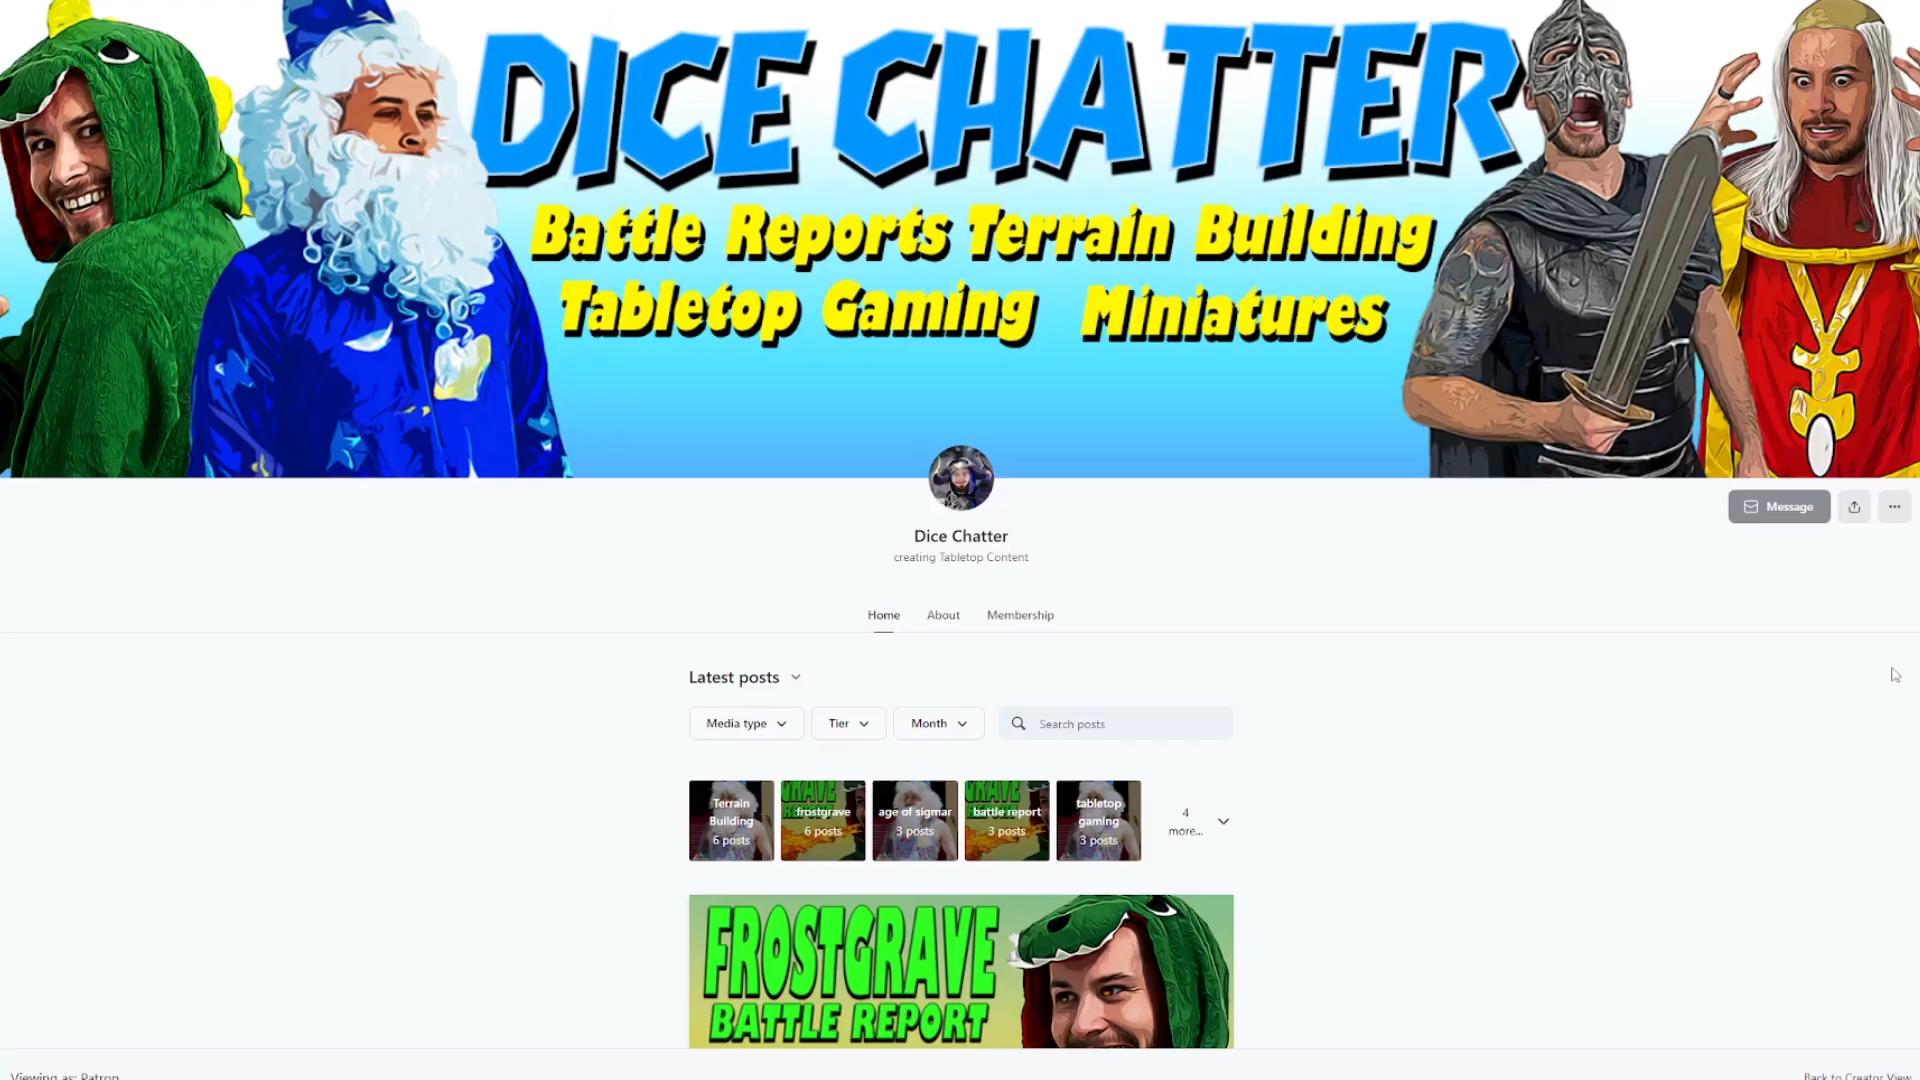 DICE CHATTER
Battle Reports Terrain Building
Tabletop Gaming Miniatures
Message
Dice Chatter
creating Tabletop Content
Home About Membership
Latest posts
Media type Tier Month Search posts
Terrain Building 6 posts
frostgrave 6 posts
age of sigmar 3 posts
battle report 3 posts
tabletop gaming 3 posts
4 more...
FROSTGRAVE
BATTLE REPORT
Viewing as: Patron
Back to Creator View